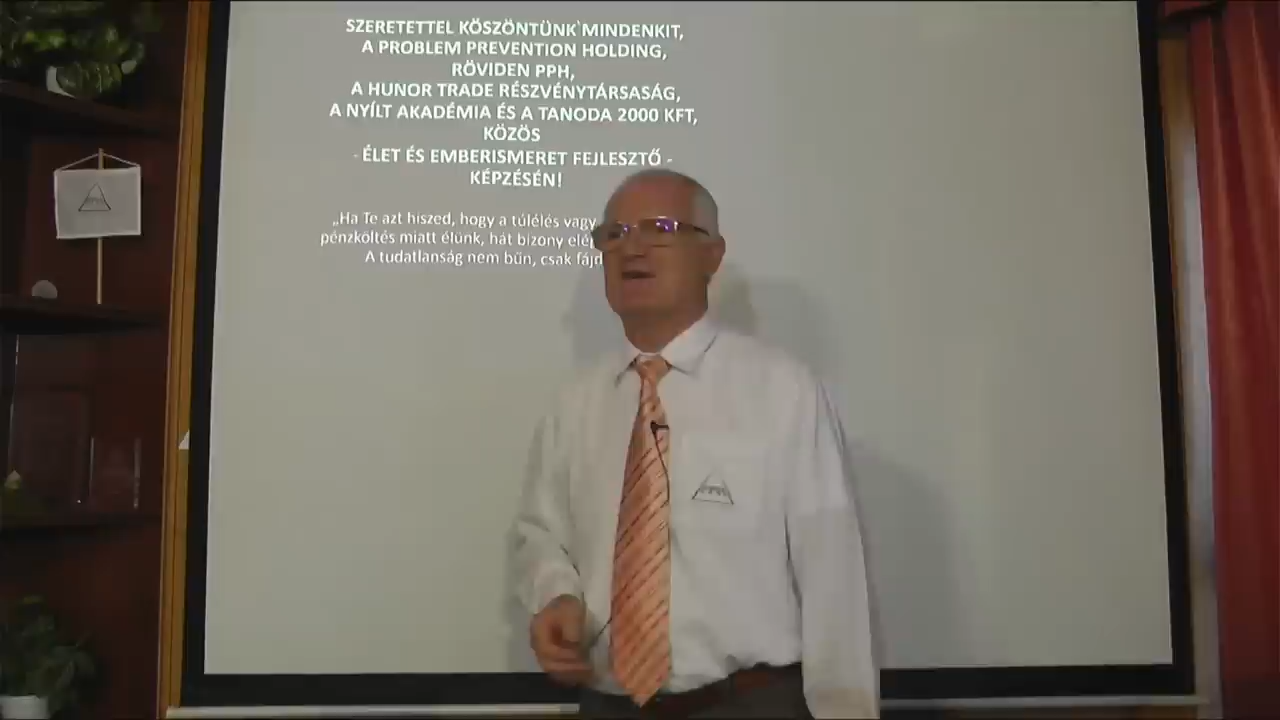 SZERETETTEL KÖSZÖNTÜNK MINDENKIT,
A PROBLEM PREVENTION HOLDING,
RÖVIDEN PPH,
A HUNOR TRADE RÉSZVÉNYTÁRSASÁG,
A NYÍLT AKADÉMIA ÉS A TANODA 2000 KFT,
KÖZÖS
- ÉLET ÉS EMBERISMERET FEJLESZTŐ -
KÉPZÉSÉN!
„Ha Te azt hiszed, hogy a túlélés vagy
pénzköltés miatt élünk, hát bizony
A tudatlanság nem bűn, csak